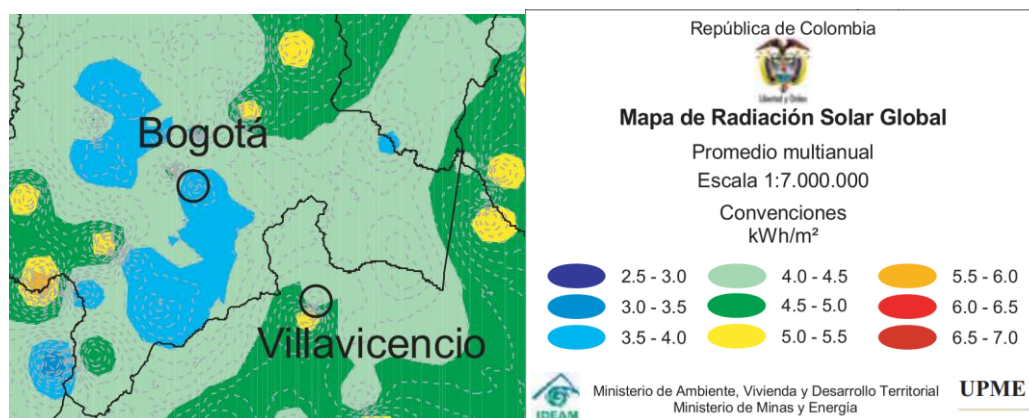 Bogotá
Villavicencio
República de Colombia
Libertad y Orden
Mapa de Radiación Solar Global
Promedio multianual
Escala 1:7.000.000
Convenciones
kWh/m²
2.5 - 3.0 4.0 - 4.5 5.5 - 6.0
3.0 - 3.5 4.5 - 5.0 6.0 - 6.5
3.5 - 4.0 5.0 - 5.5 6.5 - 7.0
IDEAM
Ministerio de Ambiente, Vivienda y Desarrollo Territorial
Ministerio de Minas y Energía
UPME